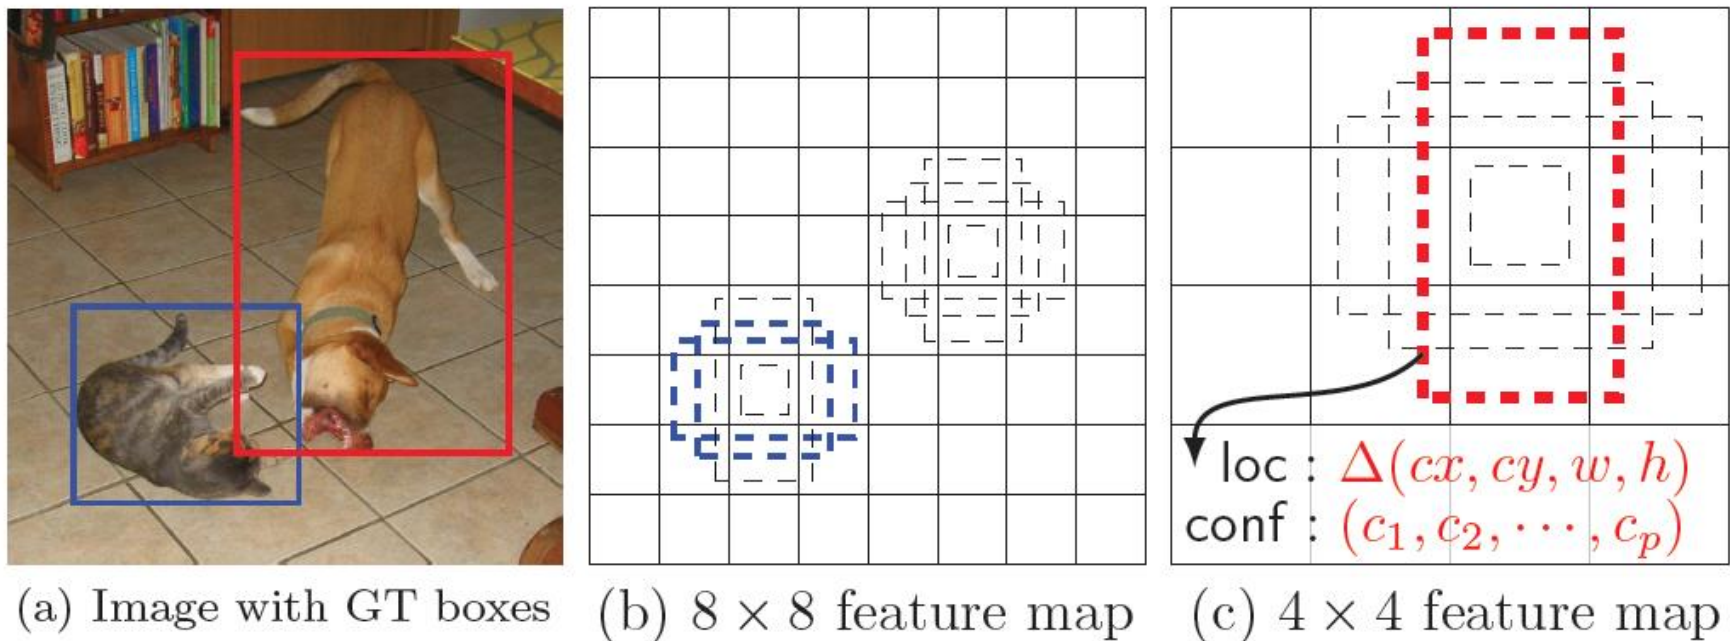 loc : Δ(cx, cy, w, h)
conf : (c₁, c₂, ⋯, cₚ)
(a) Image with GT boxes
(b) 8 × 8 feature map
(c) 4 × 4 feature map